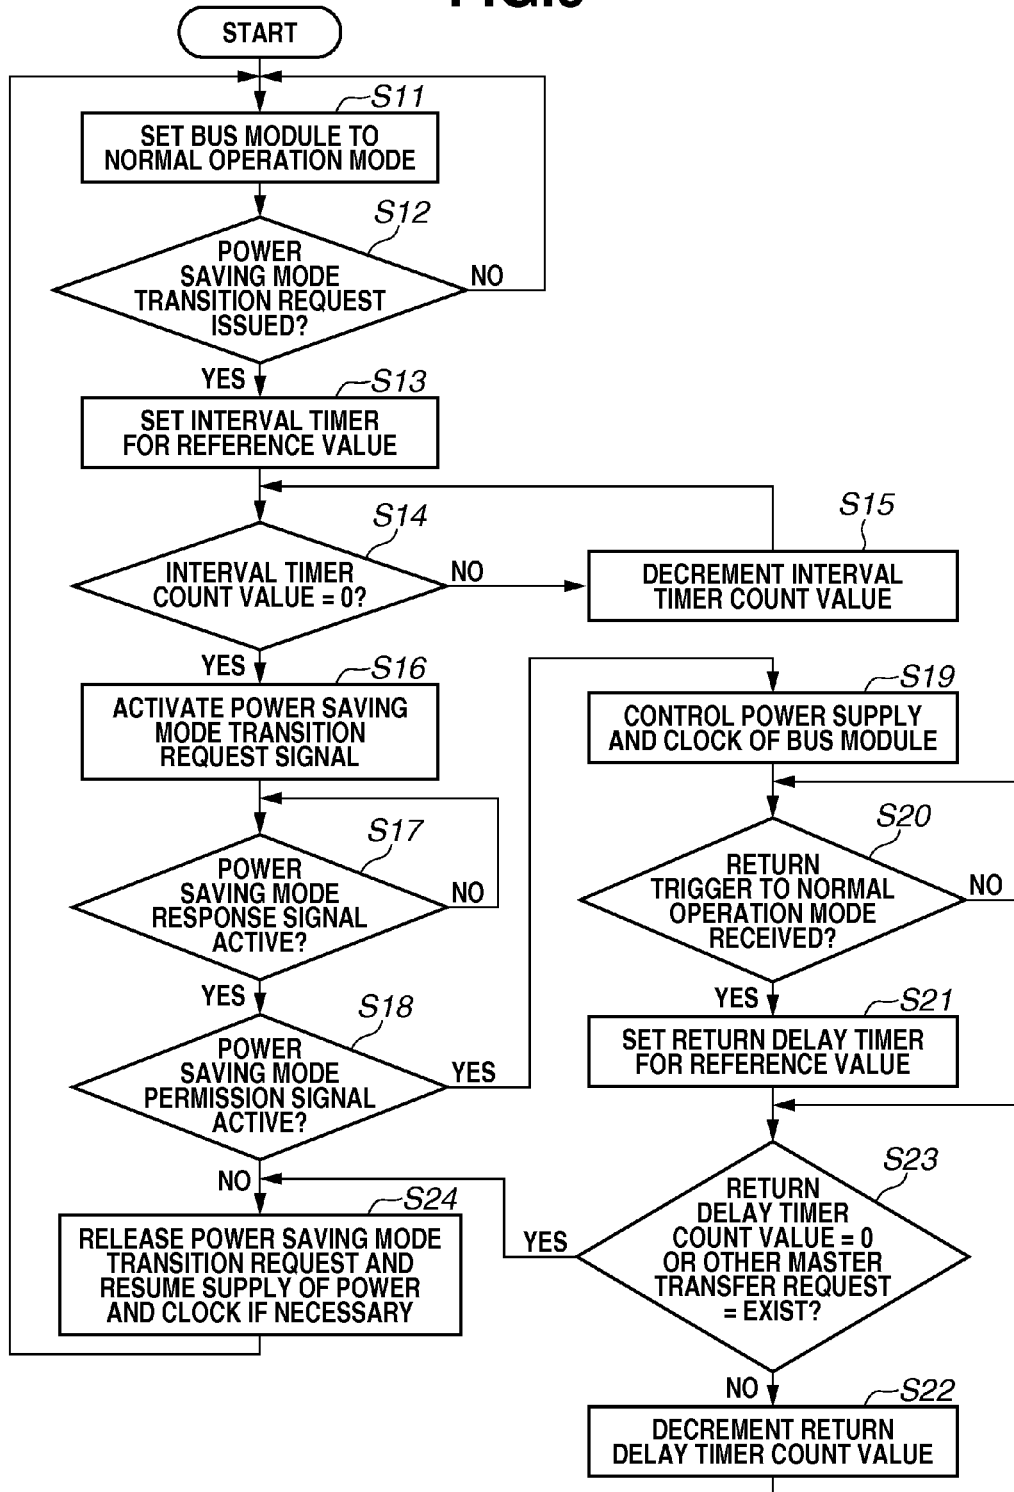 START
S11
SET BUS MODULE TO
NORMAL OPERATION MODE
S12
POWER
SAVING MODE
TRANSITION REQUEST
ISSUED?
NO
YES
S13
SET INTERVAL TIMER
FOR REFERENCE VALUE
S14
INTERVAL TIMER
COUNT VALUE = 0?
NO
S15
DECREMENT INTERVAL
TIMER COUNT VALUE
YES
S16
ACTIVATE POWER SAVING
MODE TRANSITION
REQUEST SIGNAL
S17
POWER
SAVING MODE
RESPONSE SIGNAL
ACTIVE?
NO
YES
S18
POWER
SAVING MODE
PERMISSION SIGNAL
ACTIVE?
YES
NO
S19
CONTROL POWER SUPPLY
AND CLOCK OF BUS MODULE
S20
RETURN
TRIGGER TO NORMAL
OPERATION MODE
RECEIVED?
NO
YES
S21
SET RETURN DELAY TIMER
FOR REFERENCE VALUE
S23
RETURN
DELAY TIMER
COUNT VALUE = 0
OR OTHER MASTER
TRANSFER REQUEST
= EXIST?
YES
NO
S22
DECREMENT RETURN
DELAY TIMER COUNT VALUE
S24
RELEASE POWER SAVING MODE
TRANSITION REQUEST AND
RESUME SUPPLY OF POWER
AND CLOCK IF NECESSARY